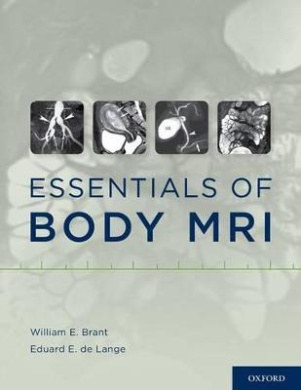 ESSENTIALS OF
BODY MRI
William E. Brant
Eduard E. de Lange
OXFORD